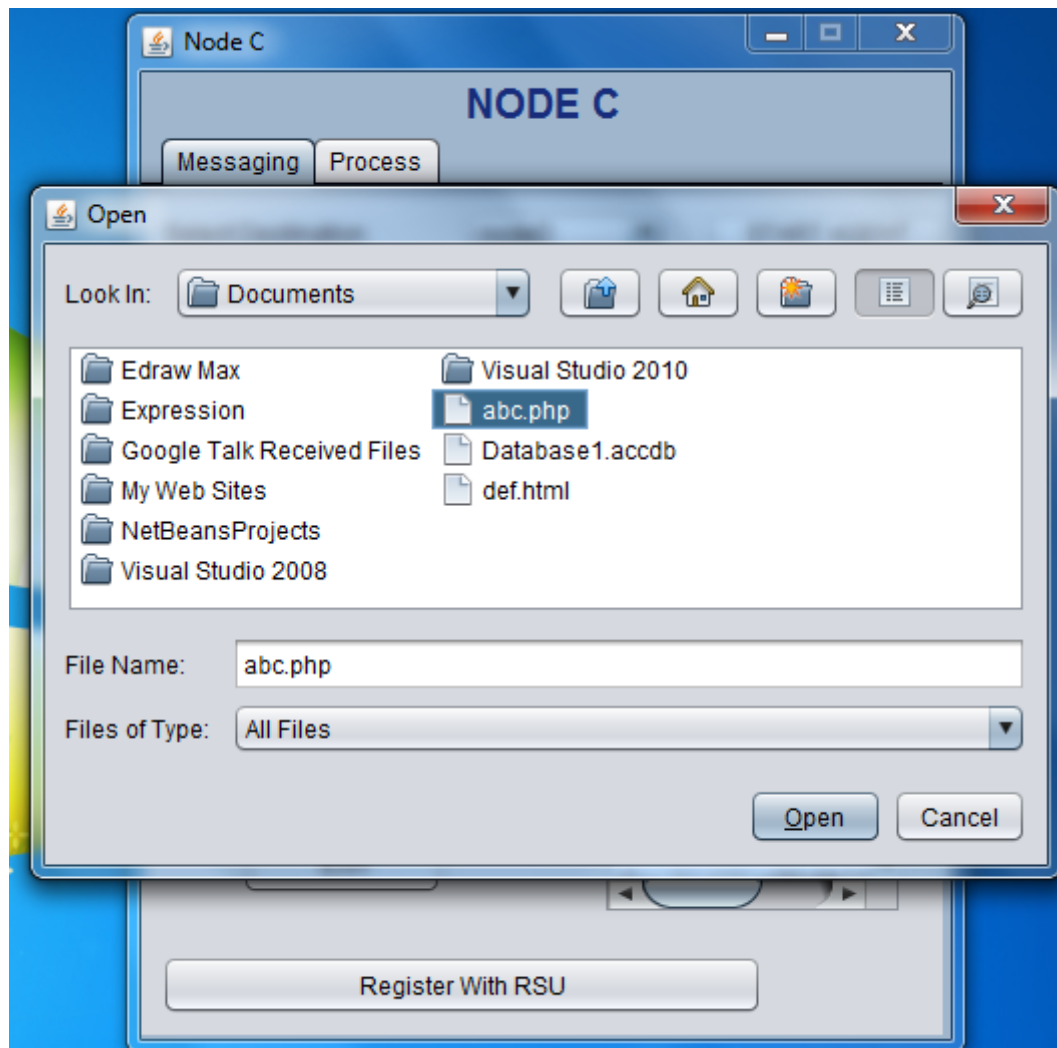 Node C
NODE C
Messaging Process
Open
Look In: Documents
Edraw Max
Expression
Google Talk Received Files
My Web Sites
NetBeansProjects
Visual Studio 2008
Visual Studio 2010
abc.php
Database1.accdb
def.html
File Name: abc.php
Files of Type: All Files
Open Cancel
Register With RSU